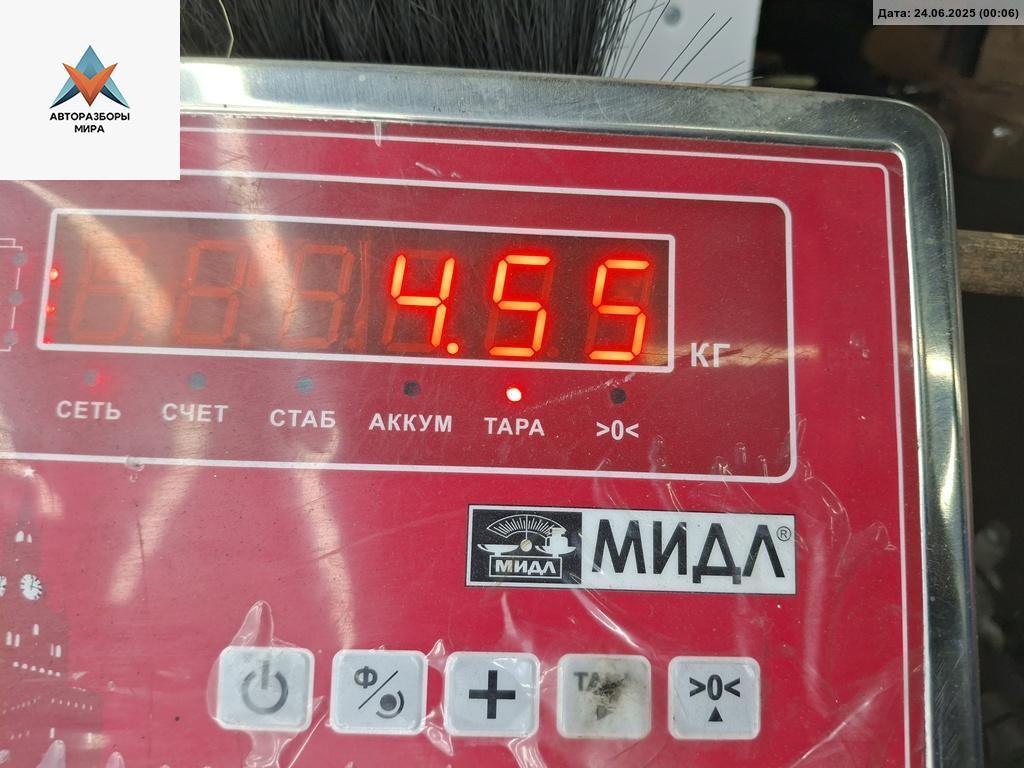 Дата: 24.06.2025 (00:06)
АВТОРАЗБОРЫ
МИРА
4.55
КГ
СЕТЬ СЧЕТ СТАБ АККУМ ТАРА >0<
МИДЛ МИДЛ®
Ф >0<